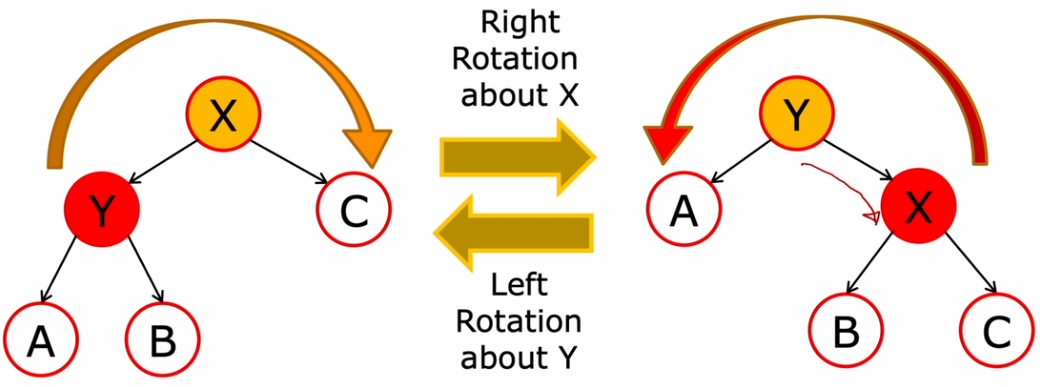 Right
Rotation
about X
X
Y
Y
C
A
X
A
B
Left
Rotation
about Y
B
C